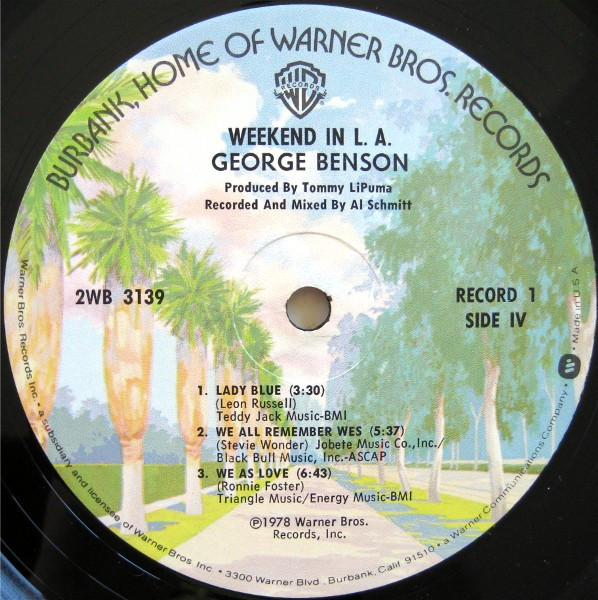 BURBANK, HOME OF WARNER BROS. RECORDS
WB
RECORDS
WEEKEND IN L. A.
GEORGE BENSON
Produced By Tommy LiPuma
Recorded And Mixed By Al Schmitt
2WB 3139
RECORD 1
SIDE IV
1. LADY BLUE (3:30)
(Leon Russell)
Teddy Jack Music-BMI
2. WE ALL REMEMBER WES (5:37)
(Stevie Wonder) Jobete Music Co.,Inc./
Black Bull Music, Inc.-ASCAP
3. WE AS LOVE (6:43)
(Ronnie Foster)
Triangle Music/Energy Music-BMI
℗1978 Warner Bros.
Records, Inc.
Warner Bros. Records Inc. • a subsidiary and licensee of Warner Bros. Inc. • 3300 Warner Blvd., Burbank, Calif. 91510 • a Warner Communications Company • Made in U.S.A.